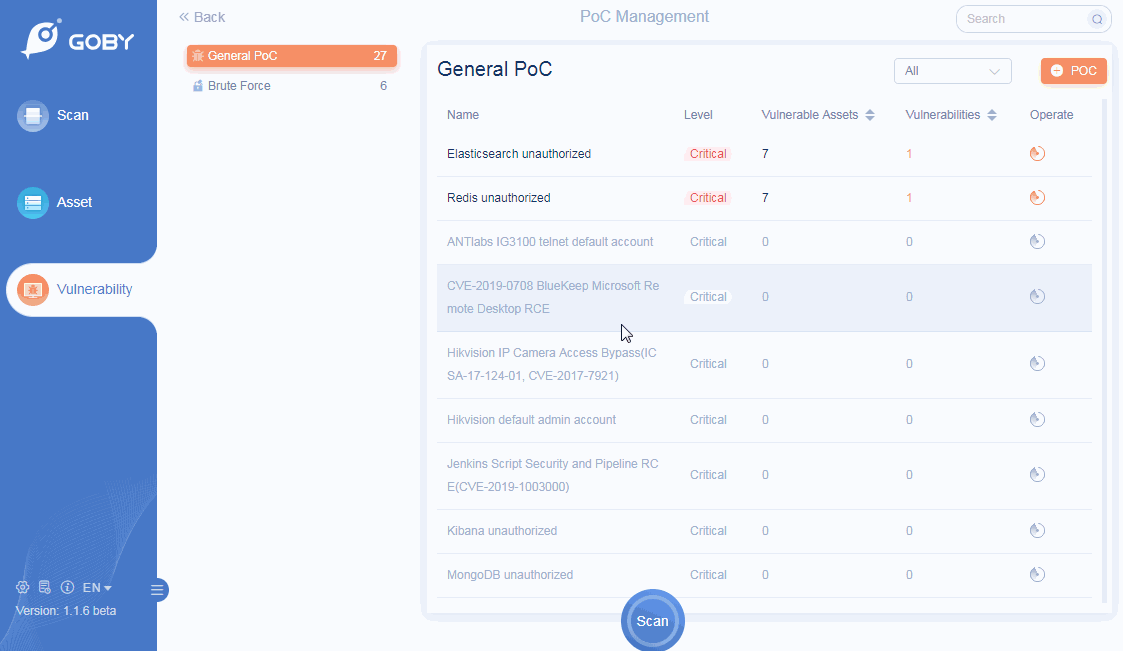 GOBY
Scan
Asset
Vulnerability
EN
Version: 1.1.6 beta
Back
PoC Management
Search
General PoC 27
Brute Force 6
General PoC
All
POC
Name Level Vulnerable Assets Vulnerabilities Operate
Elasticsearch unauthorized Critical 7 1
Redis unauthorized Critical 7 1
ANTlabs IG3100 telnet default account Critical 0 0
CVE-2019-0708 BlueKeep Microsoft Re
mote Desktop RCE Critical 0 0
Hikvision IP Camera Access Bypass(IC
SA-17-124-01, CVE-2017-7921) Critical 0 0
Hikvision default admin account Critical 0 0
Jenkins Script Security and Pipeline RC
E(CVE-2019-1003000) Critical 0 0
Kibana unauthorized Critical 0 0
MongoDB unauthorized Critical 0 0
Scan